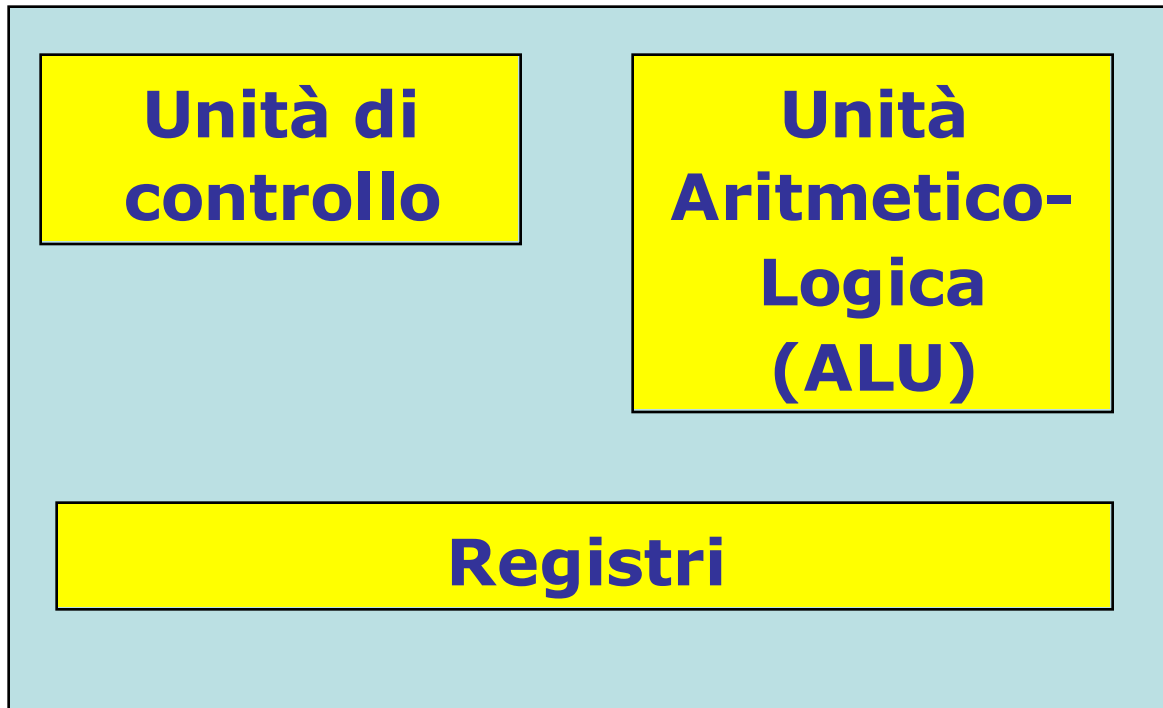 Unità di
controllo
Unità
Aritmetico-
Logica
(ALU)
Registri